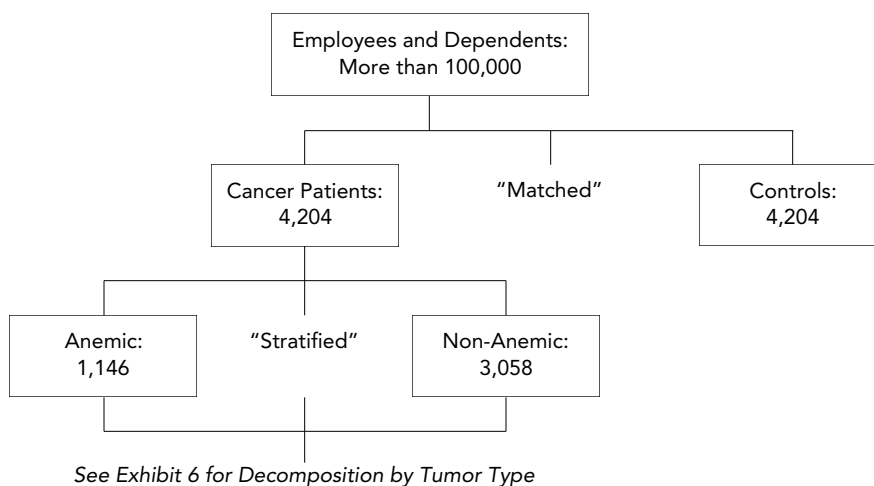 Employees and Dependents:
More than 100,000
Cancer Patients:
4,204
“Matched”
Controls:
4,204
Anemic:
1,146
“Stratified”
Non-Anemic:
3,058
See Exhibit 6 for Decomposition by Tumor Type